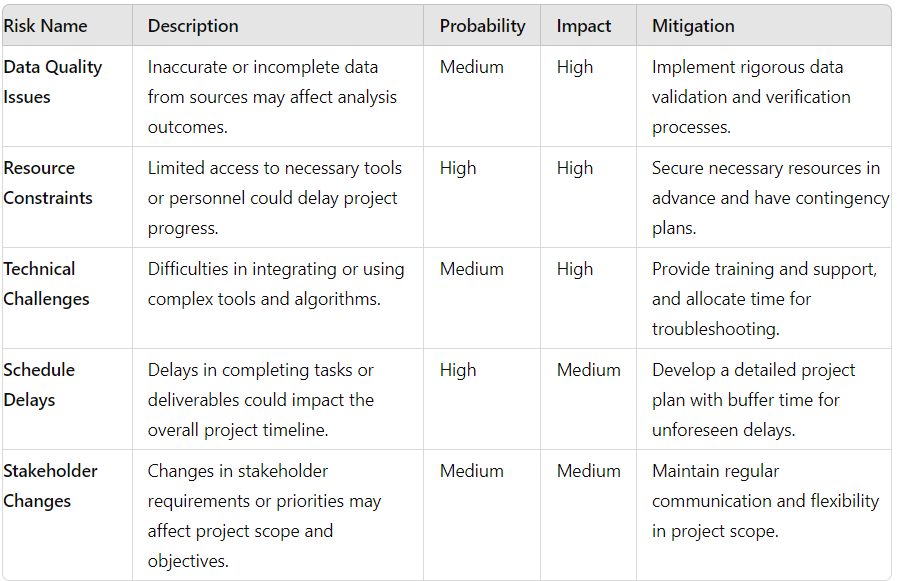 Risk Name Description Probability Impact Mitigation
Data Quality Inaccurate or incomplete data Medium High Implement rigorous data
Issues from sources may affect analysis validation and verification
outcomes. processes.
Resource Limited access to necessary tools High High Secure necessary resources in
Constraints or personnel could delay project advance and have contingency
progress. plans.
Technical Difficulties in integrating or using Medium High Provide training and support,
Challenges complex tools and algorithms. and allocate time for
troubleshooting.
Schedule Delays in completing tasks or High Medium Develop a detailed project
Delays deliverables could impact the plan with buffer time for
overall project timeline. unforeseen delays.
Stakeholder Changes in stakeholder Medium Medium Maintain regular
Changes requirements or priorities may communication and flexibility
affect project scope and in project scope.
objectives.